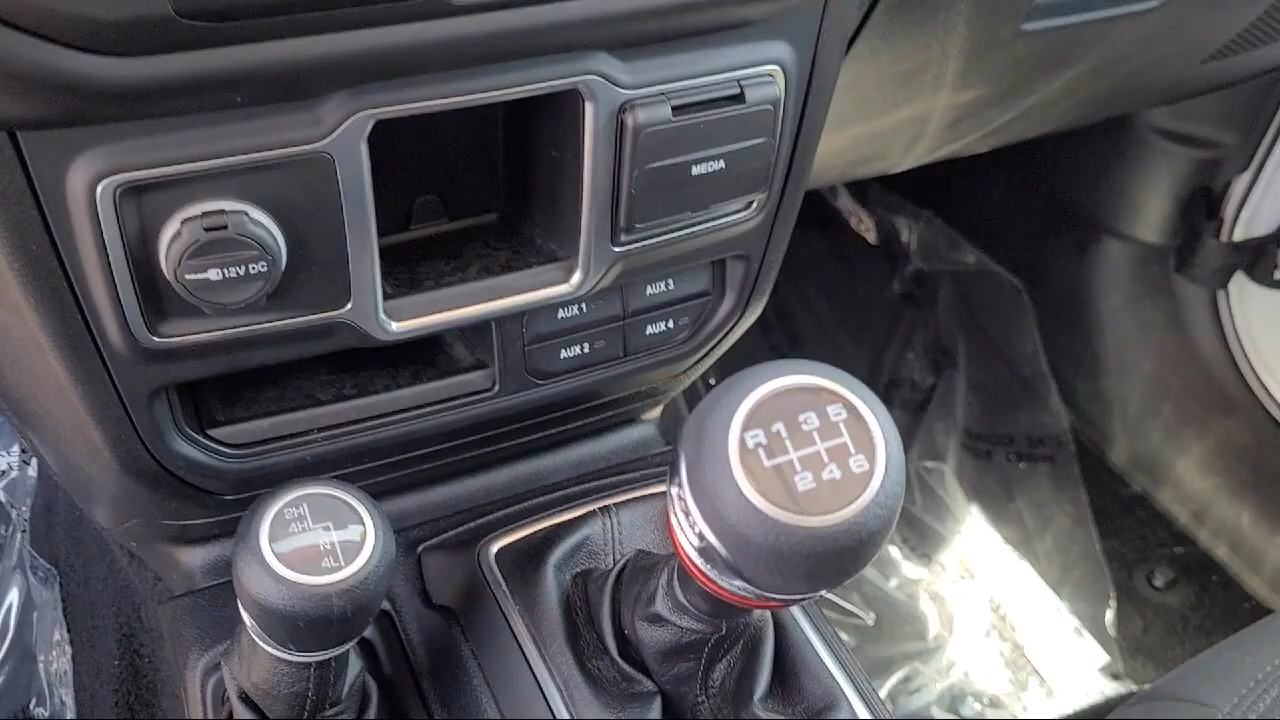 MEDIA
12V DC
AUX 1
AUX 3
AUX 2
AUX 4
R 1 3 5
2 4 6
2H
4H
N
4L